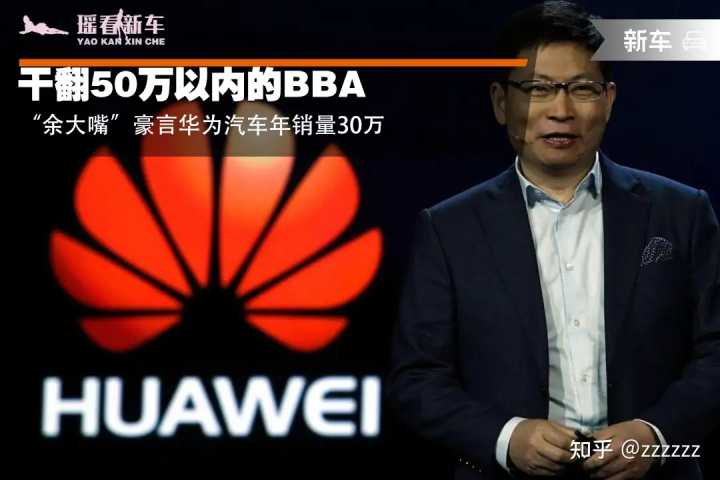 瑶看新车
YAO KAN XIN CHE
新车
干翻50万以内的BBA
“余大嘴”豪言华为汽车年销量30万
HUAWEI
知乎 @zzzzzz